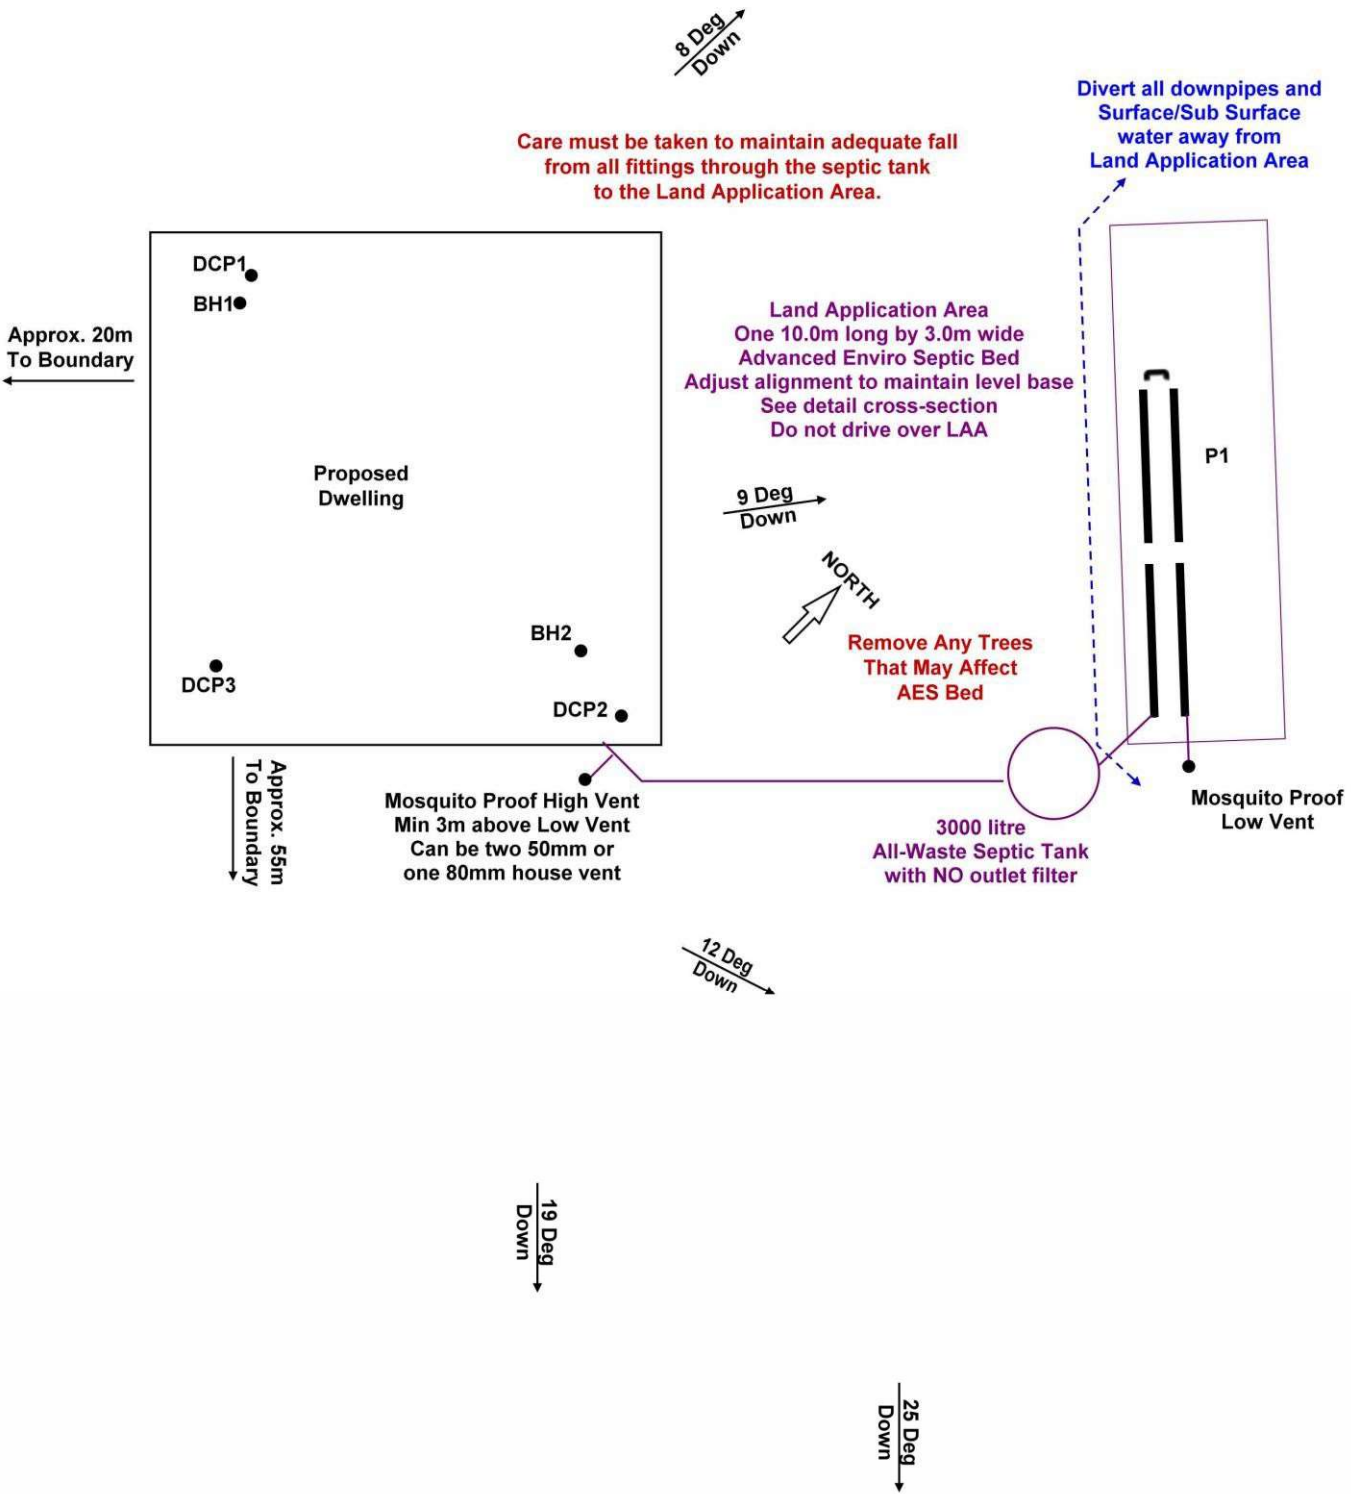 8 Deg
Down
Divert all downpipes and
Surface/Sub Surface
water away from
Land Application Area
Care must be taken to maintain adequate fall
from all fittings through the septic tank
to the Land Application Area.
DCP1
BH1
Approx. 20m
To Boundary
Land Application Area
One 10.0m long by 3.0m wide
Advanced Enviro Septic Bed
Adjust alignment to maintain level base
See detail cross-section
Do not drive over LAA
Proposed
Dwelling
P1
9 Deg
Down
NORTH
BH2
Remove Any Trees
That May Affect
AES Bed
DCP3
DCP2
Approx. 55m
To Boundary
Mosquito Proof High Vent
Min 3m above Low Vent
Can be two 50mm or
one 80mm house vent
3000 litre
All-Waste Septic Tank
with NO outlet filter
Mosquito Proof
Low Vent
12 Deg
Down
19 Deg
Down
25 Deg
Down